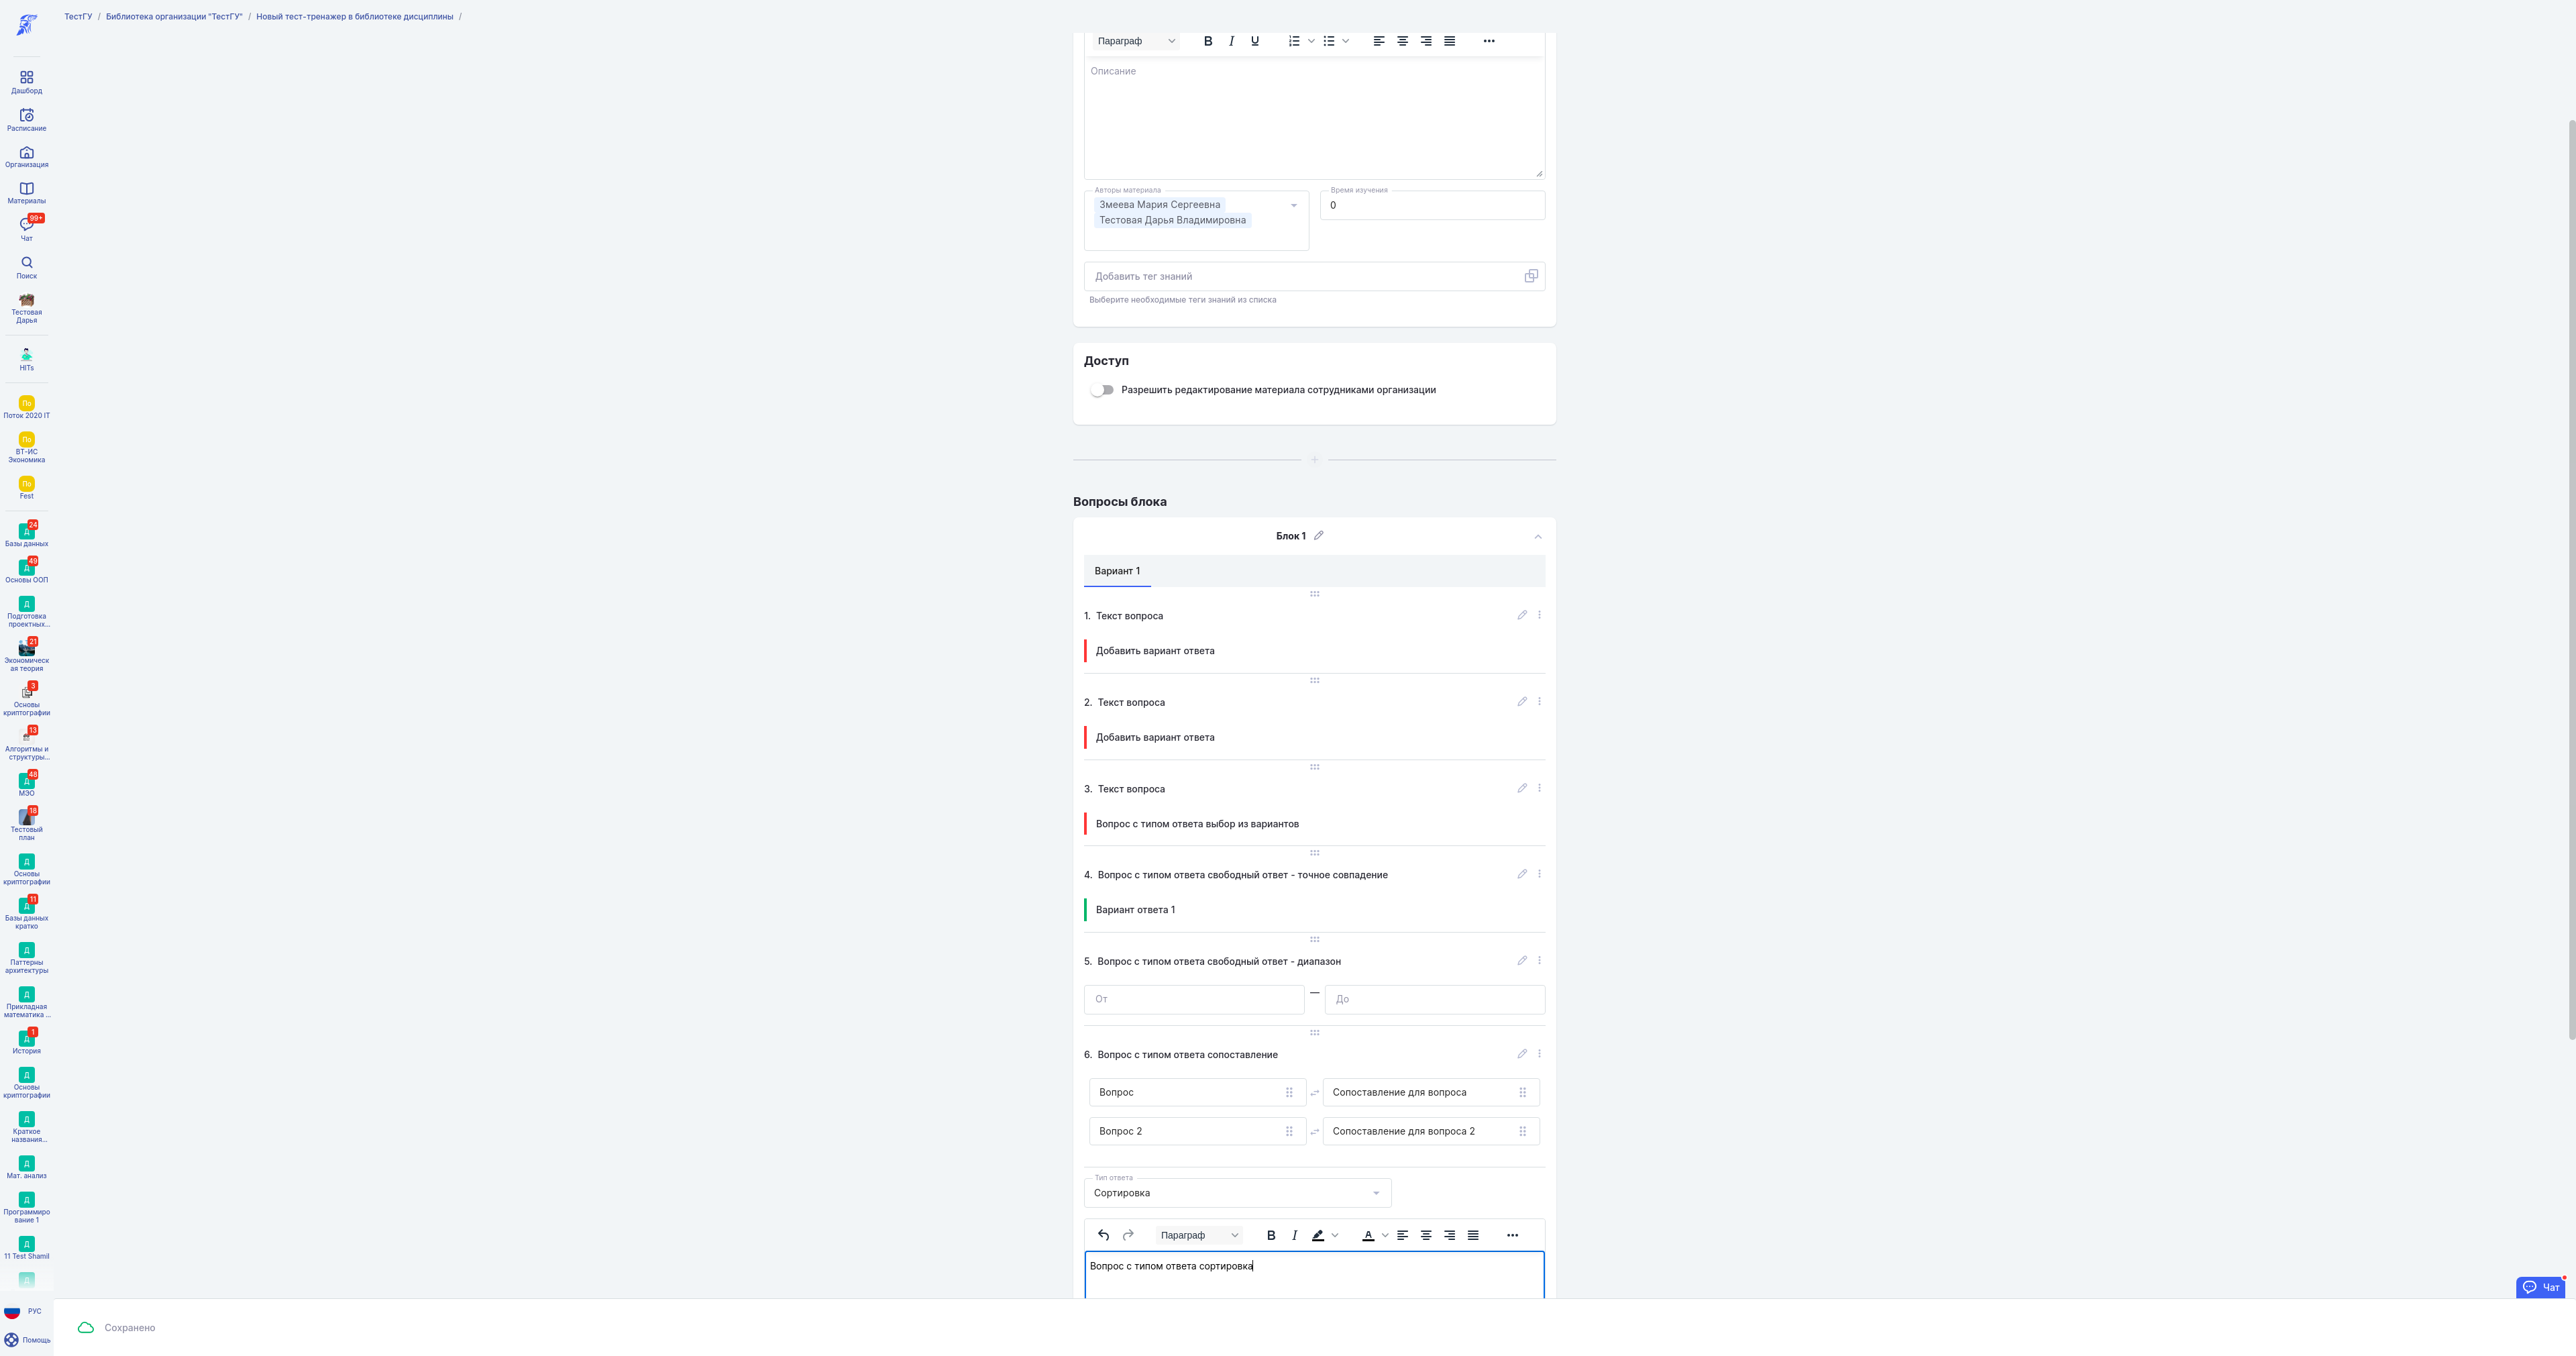 ТестГУ / Библиотека организации "ТестГУ" / Новый тест-тренажер в библиотеке дисциплины /
Дашборд
Расписание
Организация
Материалы
99+
Чат
Поиск
Тестовая
Дарья
HITs
По
Поток 2020 IT
По
ВТ-ИС
Экономика
По
Fest
24
Д
Базы данных
49
Д
Основы ООП
Д
Подготовка
проектных...
21
Экономическ
ая теория
3
Основы
криптографии
13
Алгоритмы и
структуры...
48
Д
МЭО
18
Тестовый
план
Д
Основы
криптографии
11
Д
Базы данных
кратко
Д
Паттерны
архитектуры
Д
Прикладная
математика ...
1
Д
История
Д
Основы
криптографии
Д
Краткое
названия...
Д
Мат. анализ
Д
Программиро
вание 1
Д
11 Test Shamil
Д
РУС
Помощь
Параграф
B I U
Описание
Авторы материала
Змеева Мария Сергеевна
Тестовая Дарья Владимировна
Время изучения
0
Добавить тег знаний
Выберите необходимые теги знаний из списка
Доступ
Разрешить редактирование материала сотрудниками организации
Вопросы блока
Блок 1
Вариант 1
1. Текст вопроса
Добавить вариант ответа
2. Текст вопроса
Добавить вариант ответа
3. Текст вопроса
Вопрос с типом ответа выбор из вариантов
4. Вопрос с типом ответа свободный ответ - точное совпадение
Вариант ответа 1
5. Вопрос с типом ответа свободный ответ - диапазон
От — До
6. Вопрос с типом ответа сопоставление
Вопрос Сопоставление для вопроса
Вопрос 2 Сопоставление для вопроса 2
Тип ответа
Сортировка
Параграф B I A
Вопрос с типом ответа сортировка
Чат
Сохранено